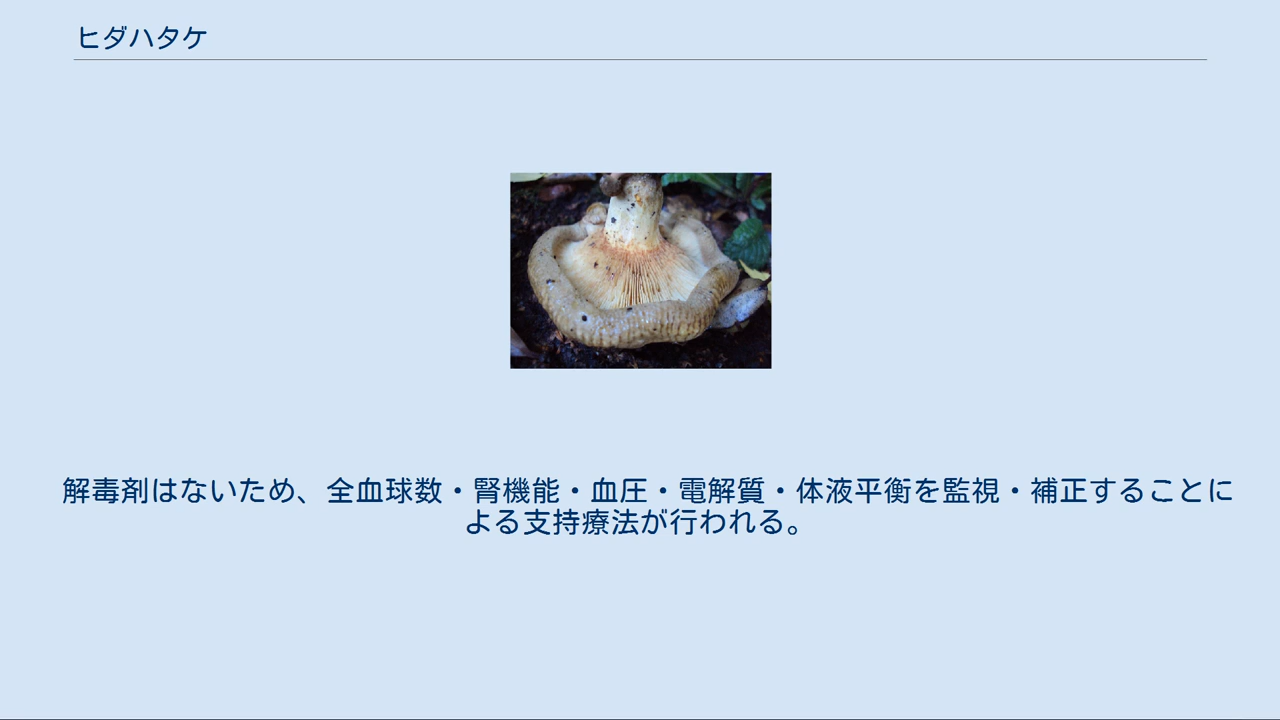 ヒダハタケ
解毒剤はないため、全血球数・腎機能・血圧・電解質・体液平衡を監視・補正することに
よる支持療法が行われる。